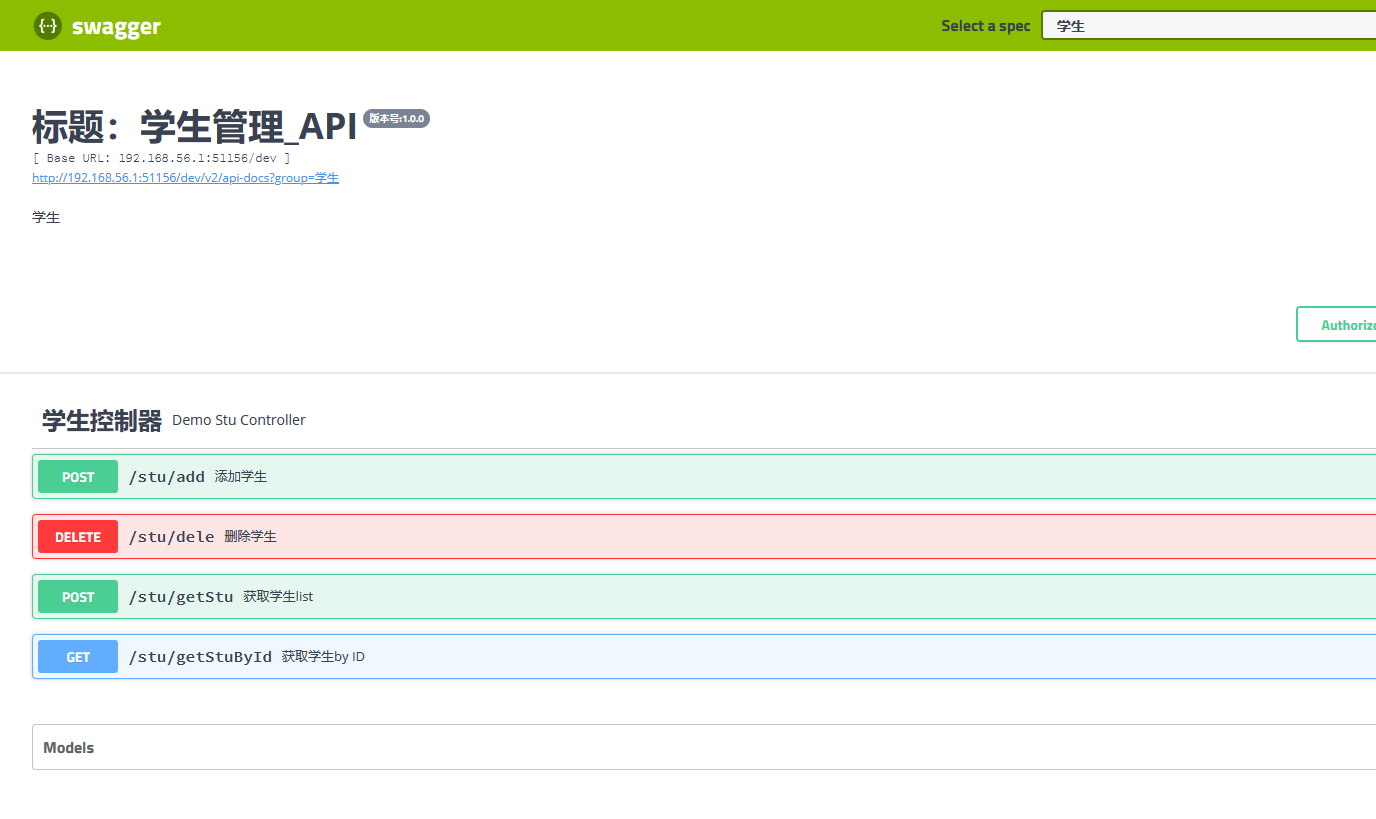 {···} swagger Select a spec 学生
标题：学生管理_API 版本号:1.0.0
[ Base URL: 192.168.56.1:51156/dev ]
http://192.168.56.1:51156/dev/v2/api-docs?group=学生
学生
Authorize
学生控制器 Demo Stu Controller
POST /stu/add 添加学生
DELETE /stu/dele 删除学生
POST /stu/getStu 获取学生list
GET /stu/getStuById 获取学生by ID
Models